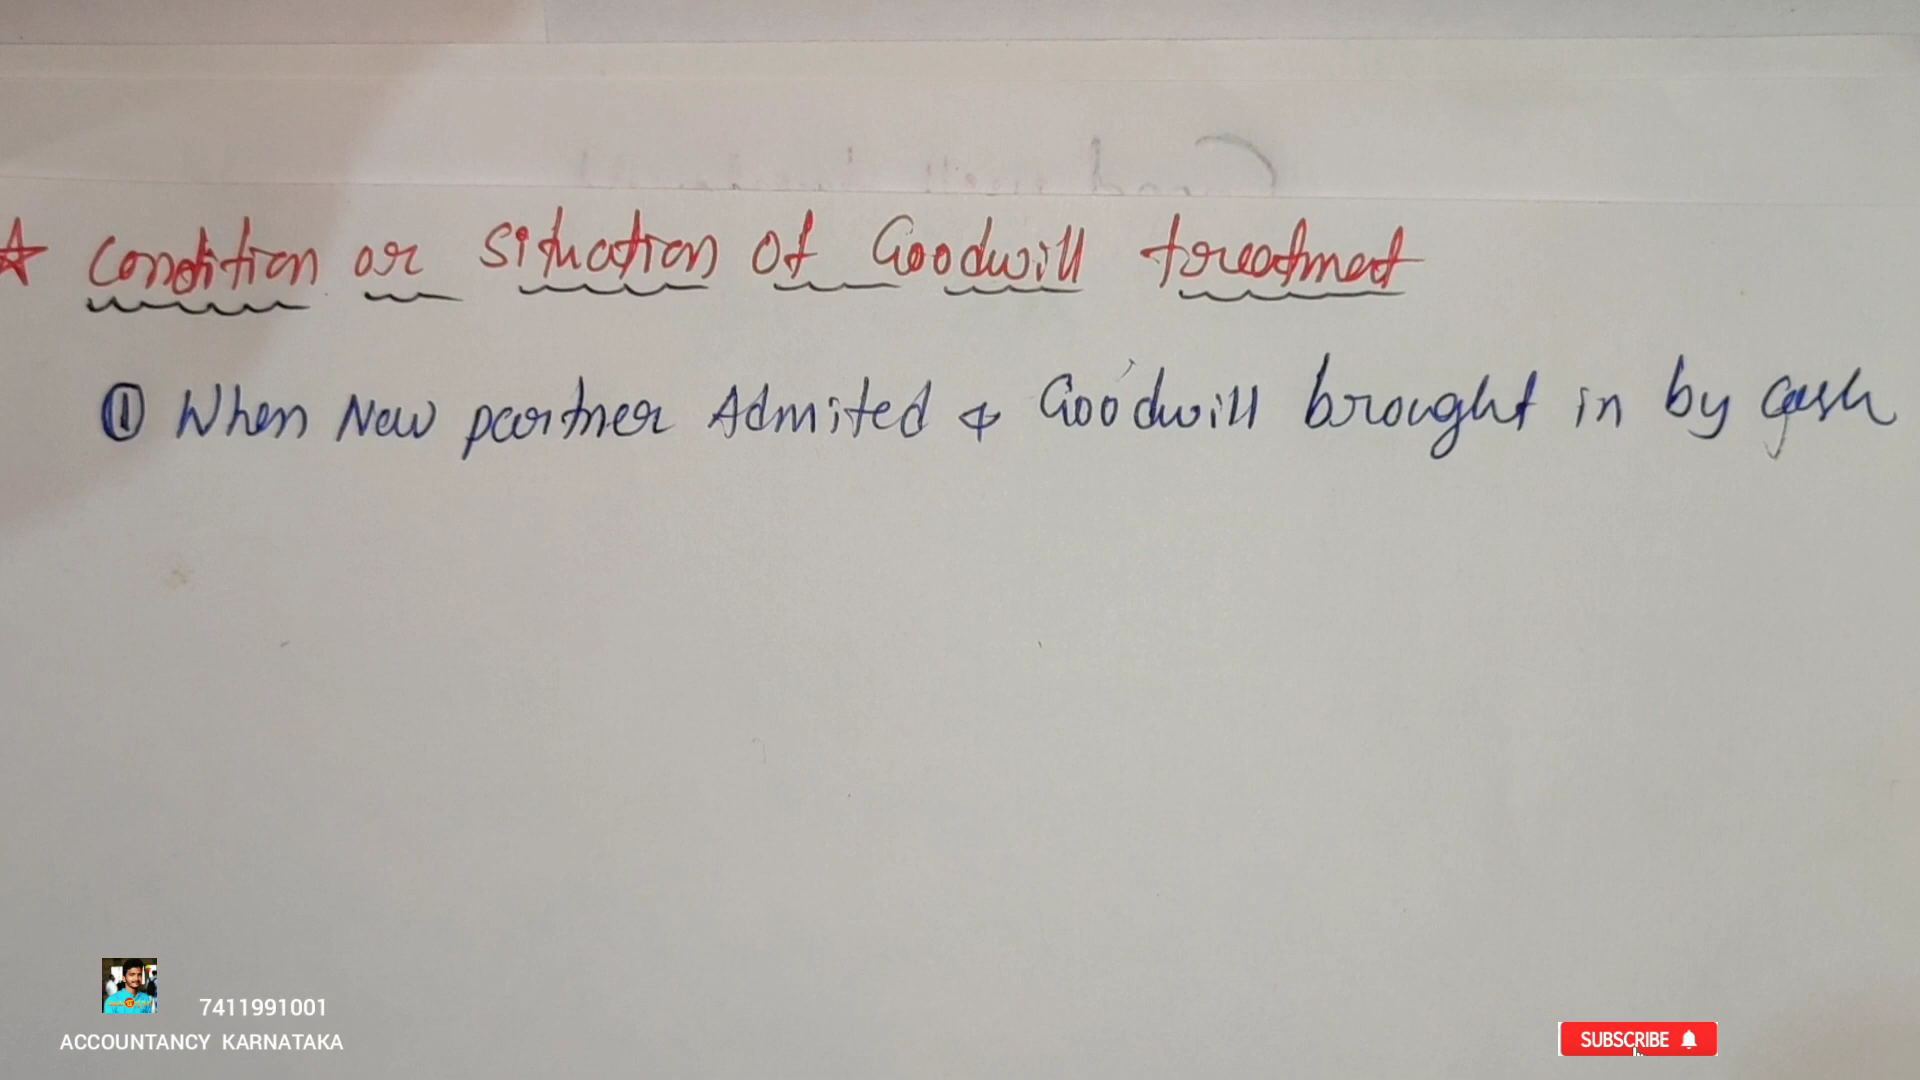 ☆ Condition or Situation of Goodwill treatment
① When New partner Admited & Goodwill brought in by cash
7411991001
ACCOUNTANCY KARNATAKA
SUBSCRIBE